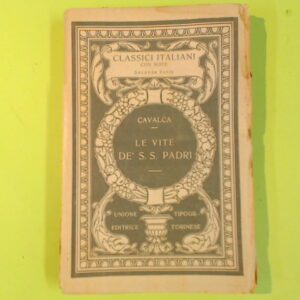 CLASSICI ITALIANI
CON NOTE
CAVALCA
LE VITE
DE' S. S. PADRI
UNIONE TIPOGR.
EDITRICE TORINESE